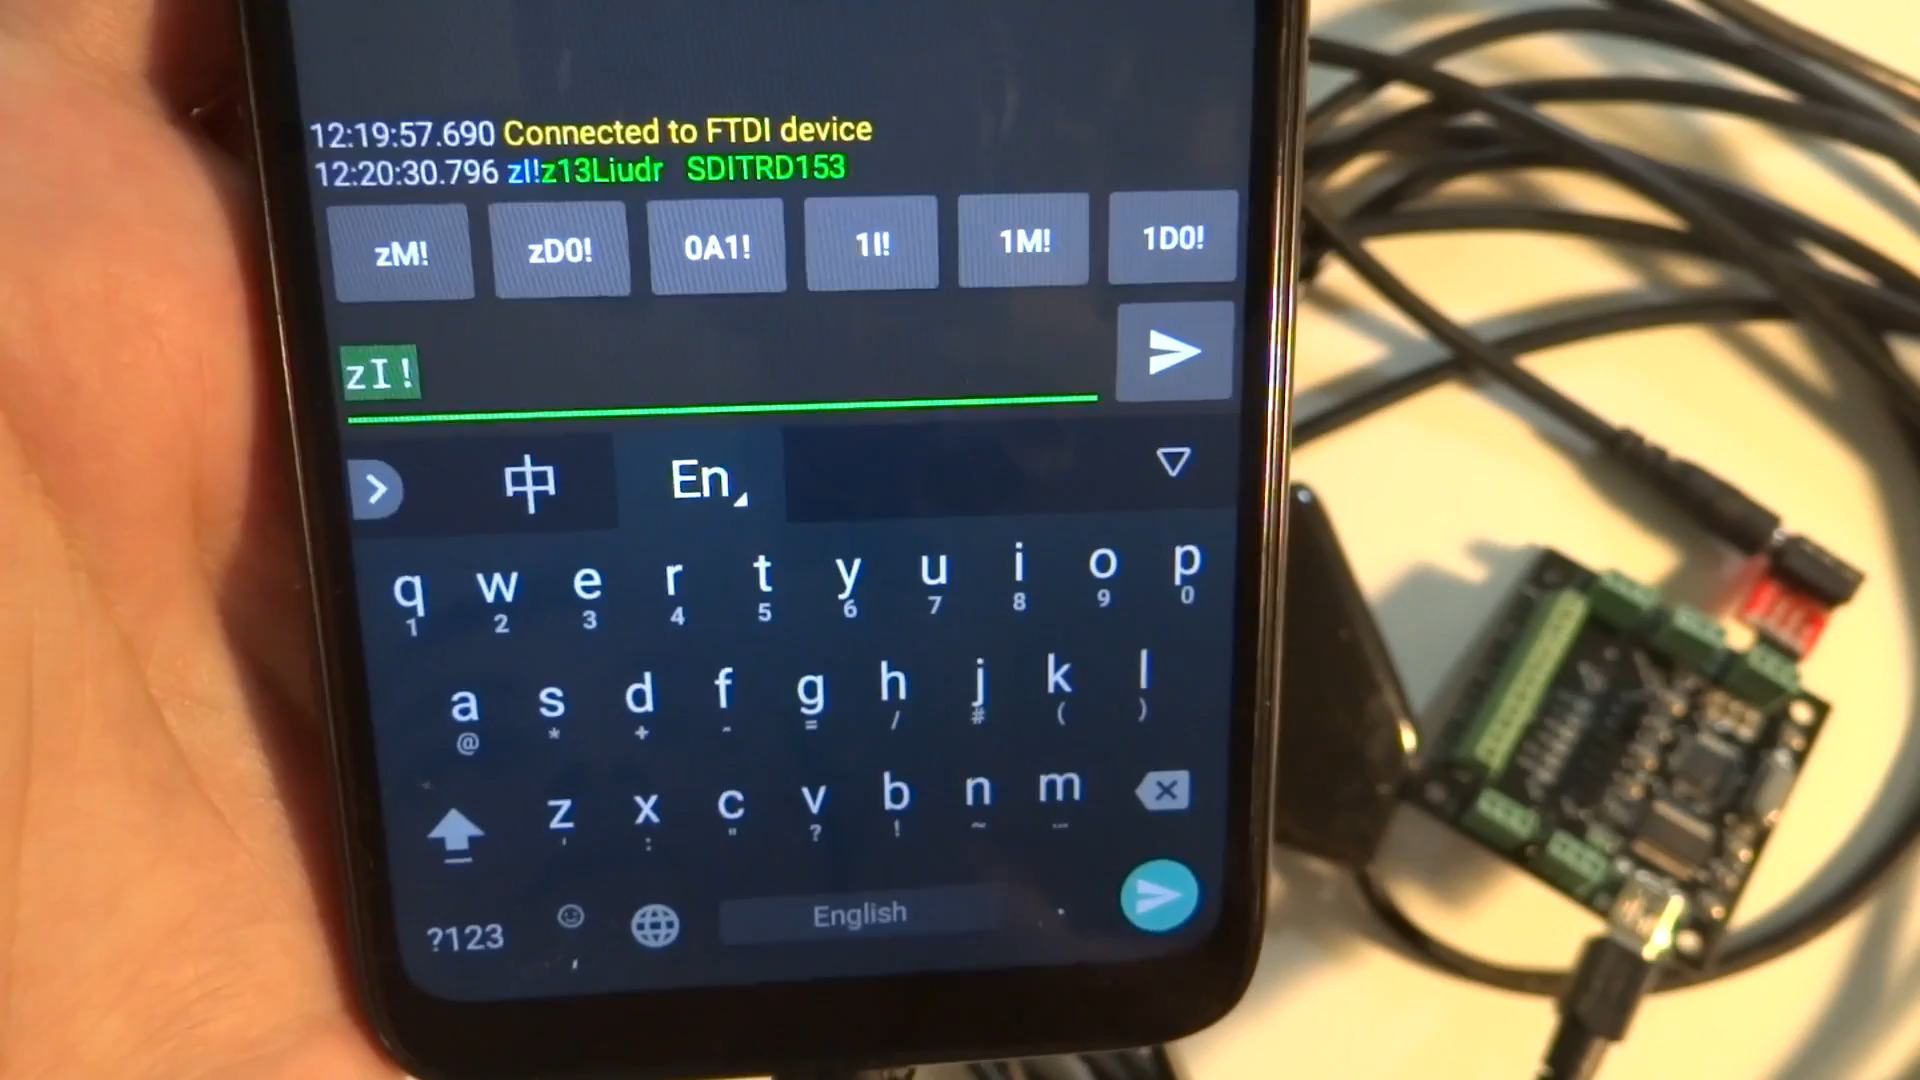 12:19:57.690 Connected to FTDI device
12:20:30.796 zI!z13Liudr   SDITRD153
zM! zD0! 0A1! 1I! 1M! 1D0!
zI!
中 En
q w e r t y u i o p
1 2 3 4 5 6 7 8 9 0
a s d f g h j k l
@ * + - = / # ( )
z x c v b n m
' : " ? ! ~ …
?123 , English .